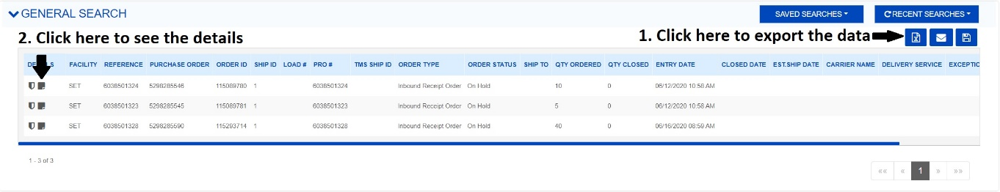 GENERAL SEARCH
SAVED SEARCHES
RECENT SEARCHES
2. Click here to see the details
1. Click here to export the data
FACILITY REFERENCE PURCHASE ORDER ORDER ID SHIP ID LOAD # PRO # TMS SHIP ID ORDER TYPE ORDER STATUS SHIP TO QTY ORDERED QTY CLOSED ENTRY DATE CLOSED DATE EST.SHIP DATE CARRIER NAME DELIVERY SERVICE EXCEPTIO
SET 6038501324 5298285546 115089780 1 6038501324 Inbound Receipt Order On Hold 10 0 06/12/2020 10:58 AM
SET 6038501323 5298285545 115089781 1 6038501323 Inbound Receipt Order On Hold 5 0 06/12/2020 10:58 AM
SET 6038501328 5298285590 115293714 1 6038501328 Inbound Receipt Order On Hold 40 0 06/16/2020 08:59 AM
1 - 3 of 3
«« « 1 » »»